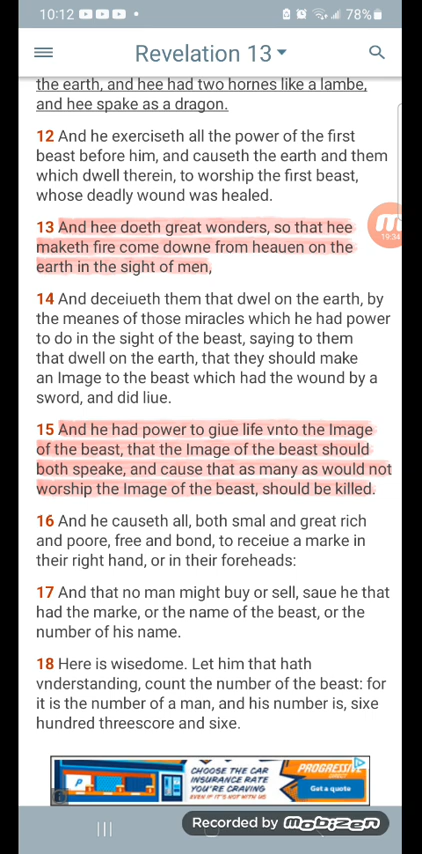 10:12
78%
Revelation 13
the earth, and hee had two hornes like a lambe,
and hee spake as a dragon.
12 And he exerciseth all the power of the first
beast before him, and causeth the earth and them
which dwell therein, to worship the first beast,
whose deadly wound was healed.
13 And hee doeth great wonders, so that hee
maketh fire come downe from heauen on the
earth in the sight of men,
19:34
14 And deceiueth them that dwel on the earth, by
the meanes of those miracles which he had power
to do in the sight of the beast, saying to them
that dwell on the earth, that they should make
an Image to the beast which had the wound by a
sword, and did liue.
15 And he had power to giue life vnto the Image
of the beast, that the Image of the beast should
both speake, and cause that as many as would not
worship the Image of the beast, should be killed.
16 And he causeth all, both smal and great rich
and poore, free and bond, to receiue a marke in
their right hand, or in their foreheads:
17 And that no man might buy or sell, saue he that
had the marke, or the name of the beast, or the
number of his name.
18 Here is wisedome. Let him that hath
vnderstanding, count the number of the beast: for
it is the number of a man, and his number is, sixe
hundred threescore and sixe.
CHOOSE THE CAR
INSURANCE RATE
YOU'RE CRAVING
EVEN IF IT'S NOT WITH US
PROGRESSIVE
DIRECT
Get a quote
Recorded by mobizen